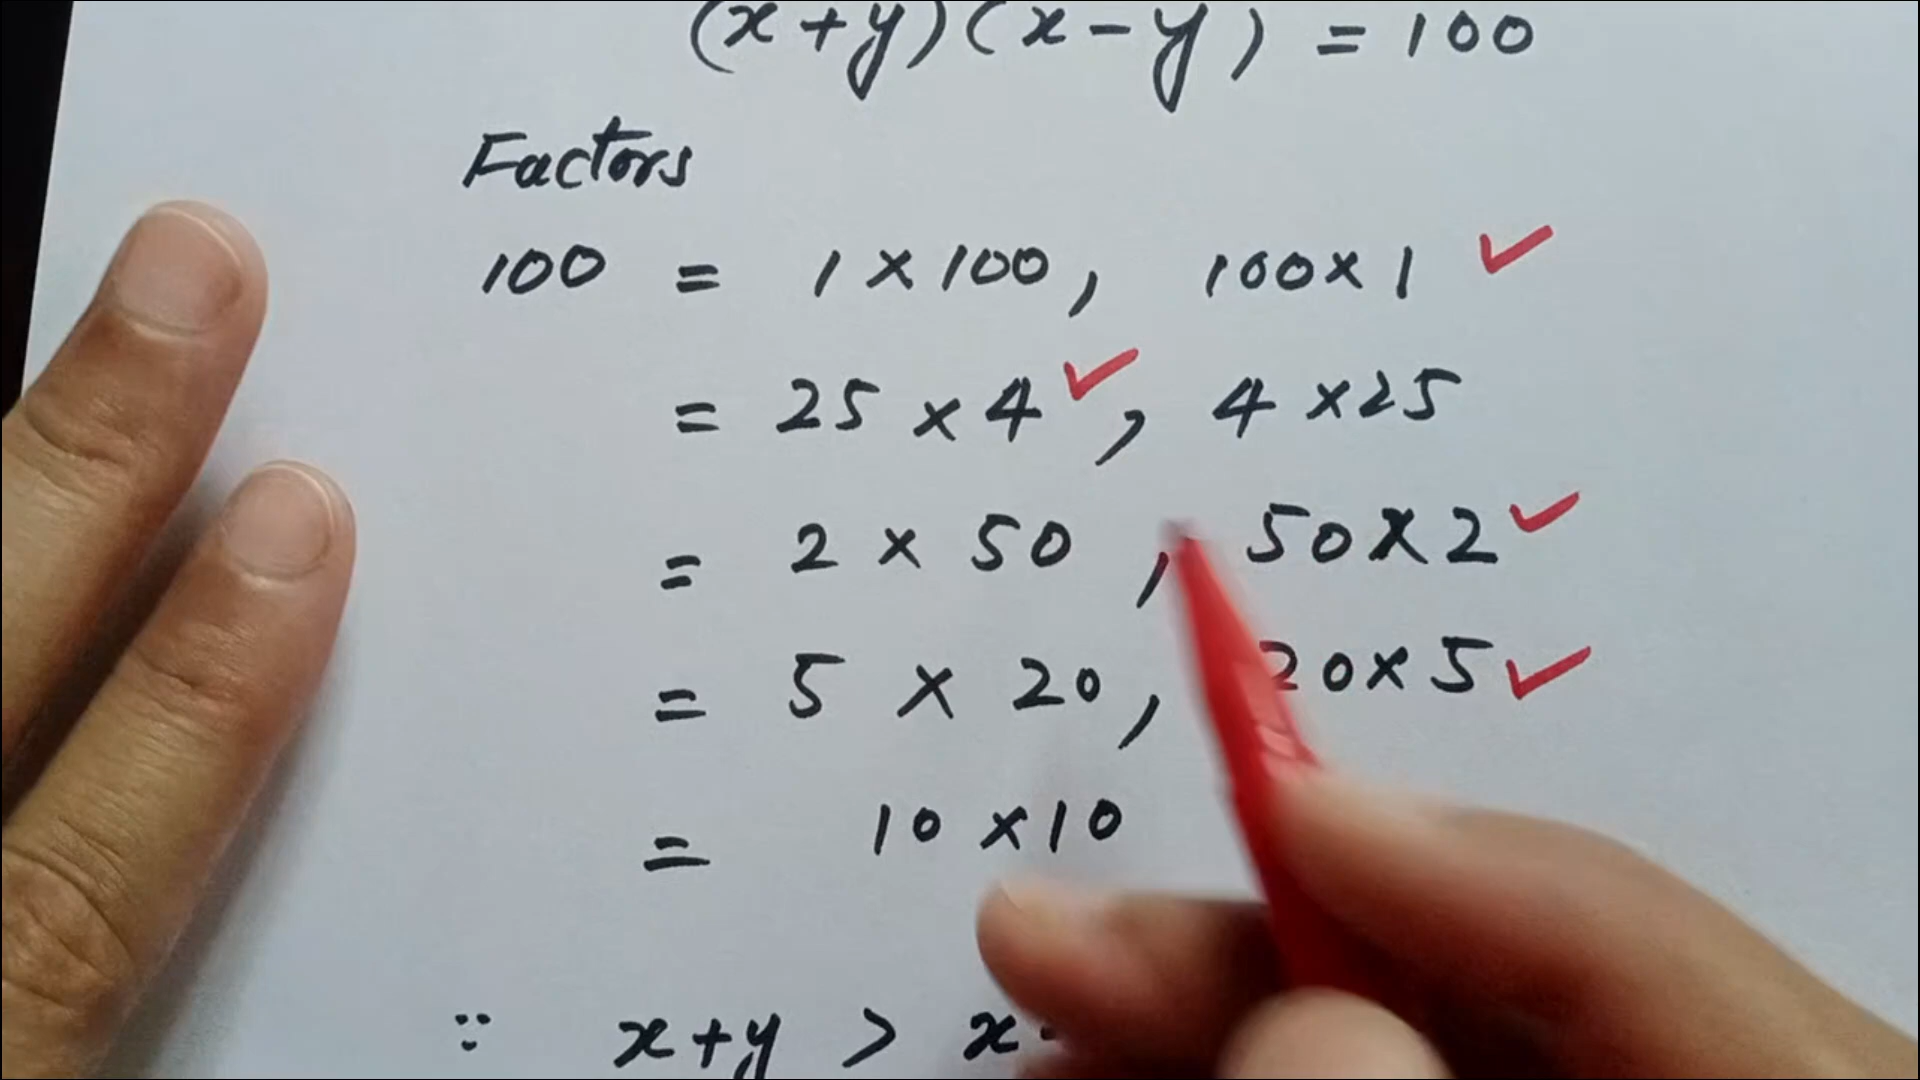 (x+y)(x-y) = 100
Factors
100 = 1 × 100, 100 × 1 ✓
= 25 × 4 ✓, 4 × 25
= 2 × 50, 50 × 2 ✓
= 5 × 20, 20 × 5 ✓
= 10 × 10
∵ x+y > x-